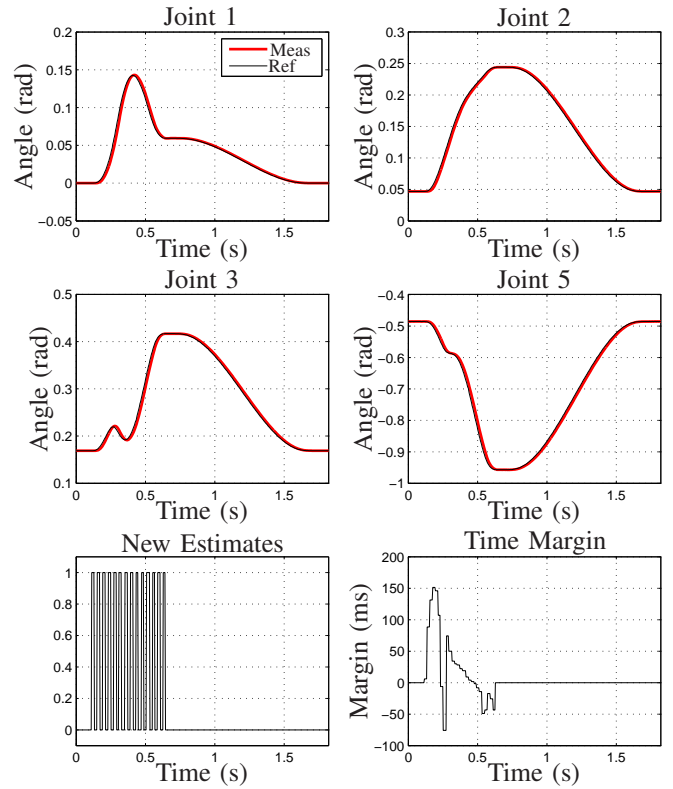 Joint 1
Joint 2
0.2
0.15
0.1
0.05
0
−0.05
Angle (rad)
Meas
Ref
0 0.5 1 1.5
Time (s)
0.3
0.25
0.2
0.15
0.1
0.05
0
Angle (rad)
0 0.5 1 1.5
Time (s)
Joint 3
Joint 5
0.5
0.4
0.3
0.2
0.1
Angle (rad)
0 0.5 1 1.5
Time (s)
−0.4
−0.5
−0.6
−0.7
−0.8
−0.9
−1
Angle (rad)
0 0.5 1 1.5
Time (s)
New Estimates
Time Margin
1
0.8
0.6
0.4
0.2
0
0 0.5 1 1.5
Time (s)
200
150
100
50
0
−50
−100
Margin (ms)
0 0.5 1 1.5
Time (s)